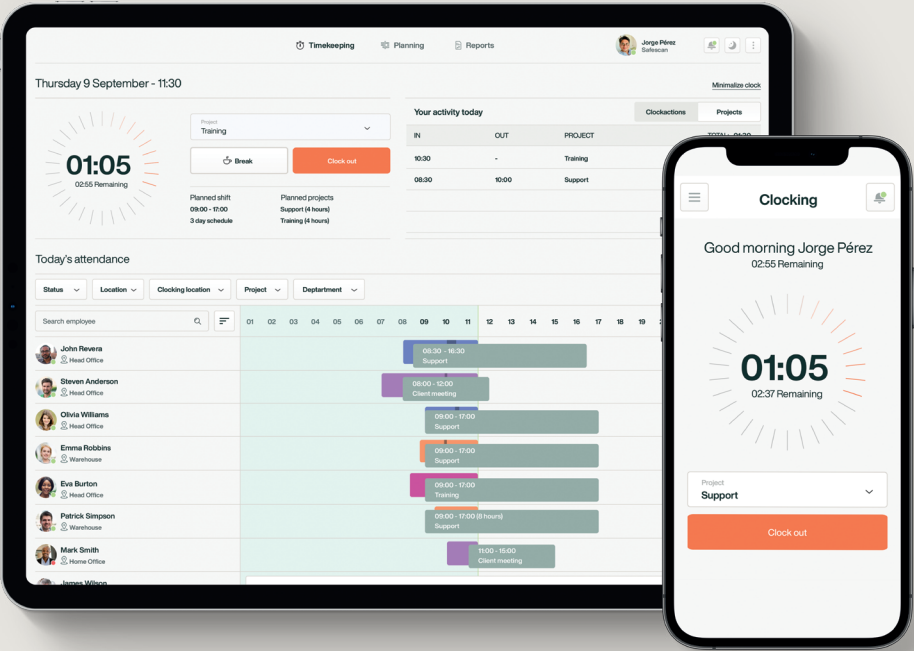 Timekeeping
Planning
Reports
Jorge Pérez
Safescan
Thursday 9 September - 11:30
Minimalize clock
01:05
02:55 Remaining
Project
Training
Break
Clock out
Planned shift
09:00 - 17:00
3 day schedule
Planned projects
Support (4 hours)
Training (4 hours)
Your activity today
Clockactions
Projects
IN OUT PROJECT TOTAL: 01:30
10:30 - Training
08:30 10:00 Support
Today's attendance
Status
Location
Clocking location
Project
Deptartment
Search employee
01 02 03 04 05 06 07 08 09 10 11 12 13 14 15 16 17 18 19
John Revera
Head Office
08:30 - 16:30
Support
Steven Anderson
Head Office
08:00 - 12:00
Client meeting
Olivia Williams
Head Office
09:00 - 17:00
Support
Emma Robbins
Warehouse
09:00 - 17:00
Support
Eva Burton
Head Office
09:00 - 17:00
Training
Patrick Simpson
Warehouse
09:00 - 17:00 (8 hours)
Support
Mark Smith
Home Office
11:00 - 15:00
Client meeting
James Wilson
Clocking
Good morning Jorge Pérez
02:55 Remaining
01:05
02:37 Remaining
Project
Support
Clock out